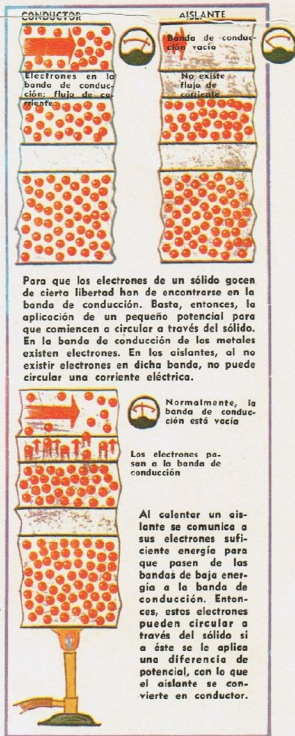 CONDUCTOR
AISLANTE
Electrones en la
banda de conduc-
ción: flujo de co-
rriente
Banda de conduc-
ción vacía
No existe
flujo de
corriente
Para que los electrones de un sólido gocen
de cierta libertad han de encontrarse en la
banda de conducción. Basta, entonces, la
aplicación de un pequeño potencial para
que comiencen a circular a través del sólido.
En la banda de conducción de los metales
existen electrones. En los aislantes, al no
existir electrones en dicha banda, no puede
circular una corriente eléctrica.
Normalmente, la
banda de conduc-
ción está vacía
Los electrones pa-
san a la banda de
conducción
Al calentar un ais-
lante se comunica a
sus electrones sufi-
ciente energía para
que pasen de las
bandas de baja ener-
gía a la banda de
conducción. Enton-
ces, estos electrones
pueden circular a
través del sólido si
a éste se le aplica
una diferencia de
potencial, con lo que
el aislante se con-
vierte en conductor.